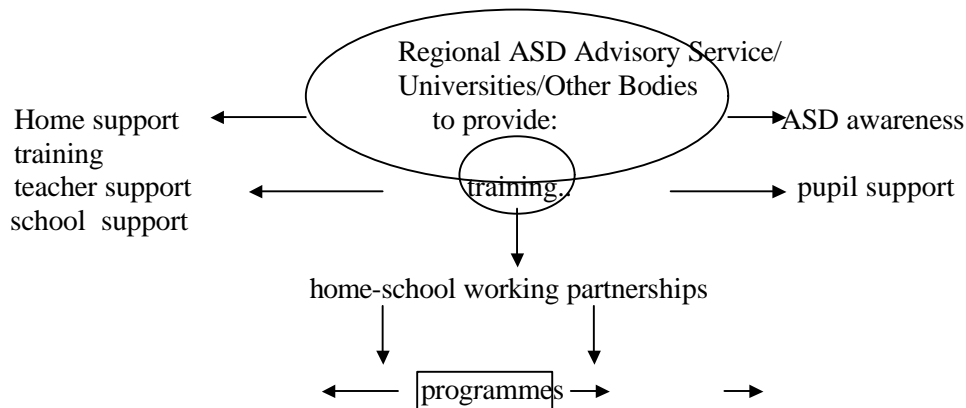 Regional ASD Advisory Service/
Universities/Other Bodies
to provide:
Home support
training
ASD awareness
teacher support
school support
training..
pupil support
home-school working partnerships
programmes